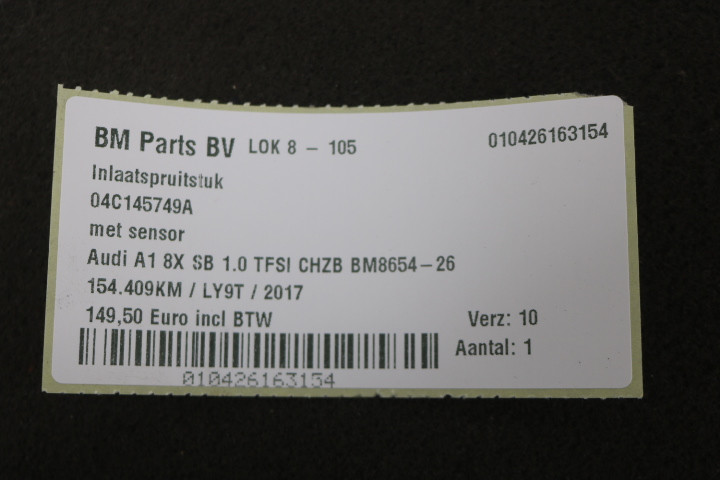 BM Parts BV LOK 8 - 105 010426163154
Inlaatspruitstuk
04C145749A
met sensor
Audi A1 8X SB 1.0 TFSI CHZB BM8654-26
154.409KM / LY9T / 2017
149,50 Euro incl BTW Verz: 10
Aantal: 1
010426163154